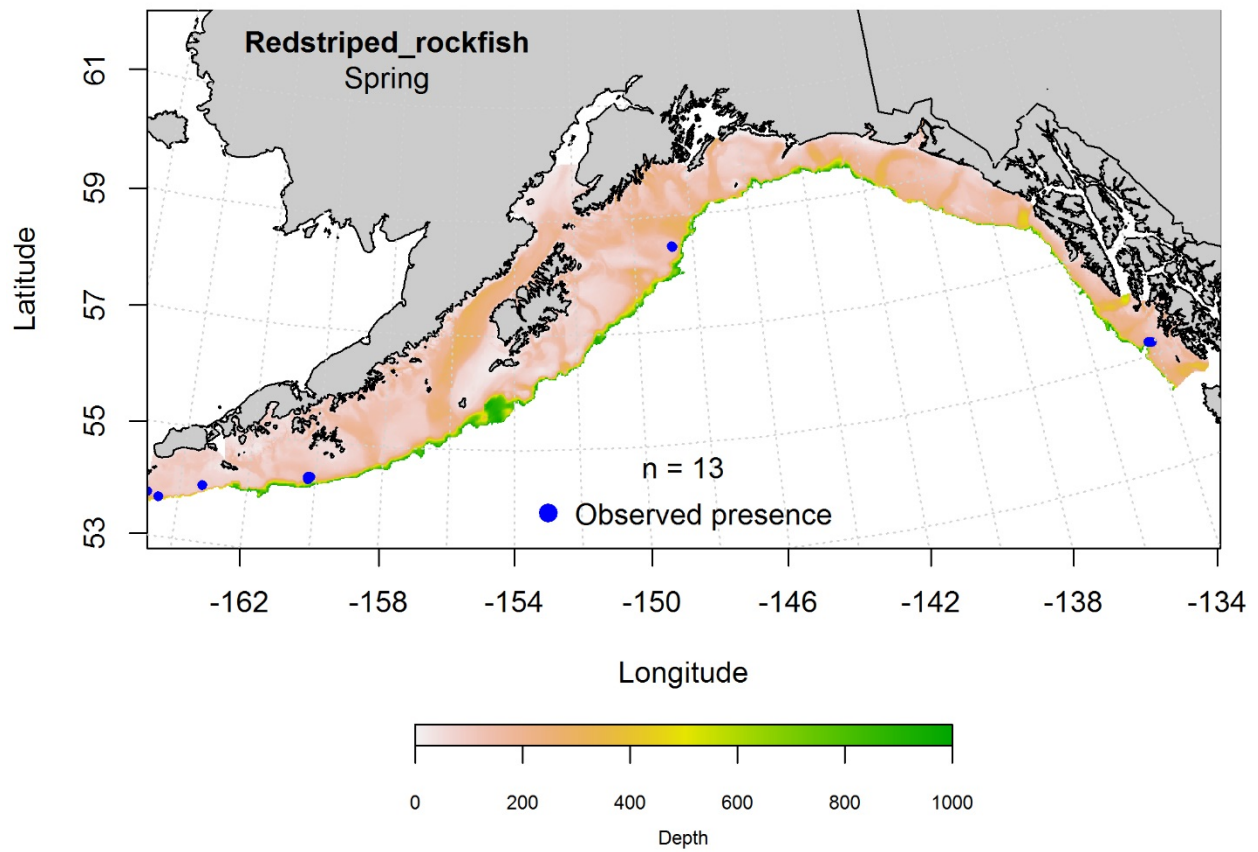 Redstriped_rockfish
Spring
61
59
57
55
53
Latitude
n = 13
Observed presence
-162 -158 -154 -150 -146 -142 -138 -134
Longitude
0 200 400 600 800 1000
Depth